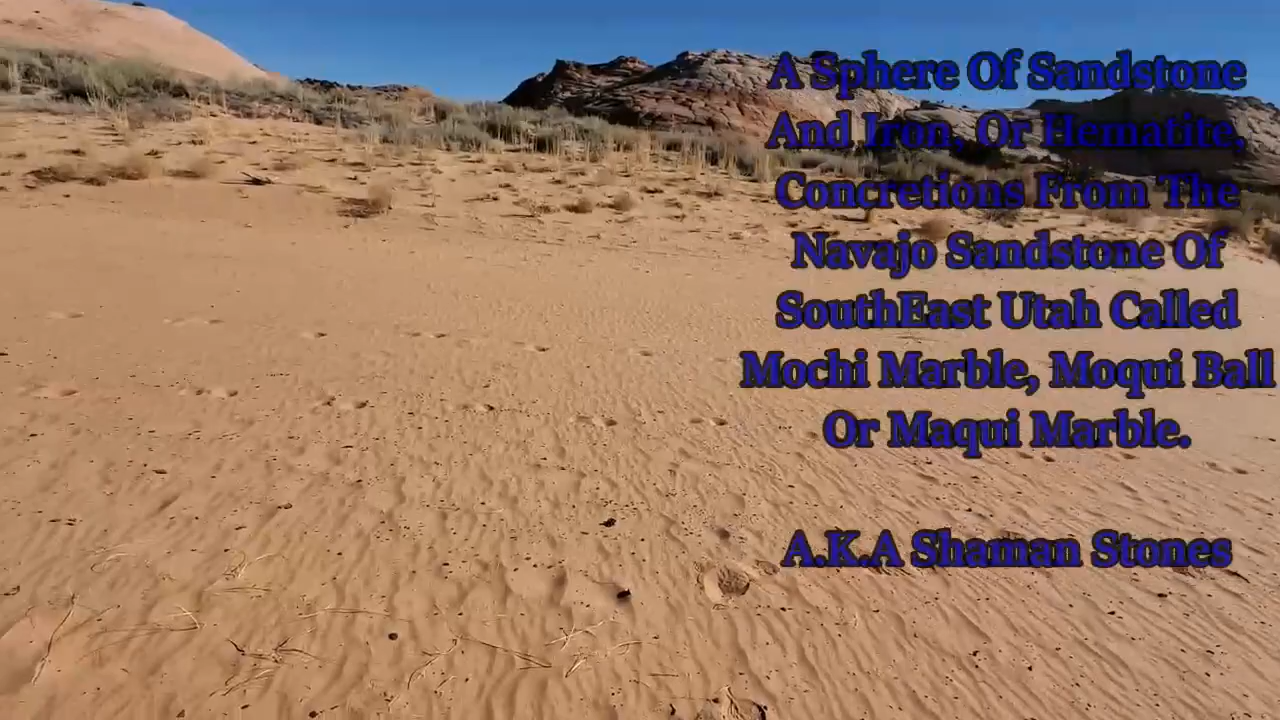 A Sphere Of Sandstone
And Iron, Or Hematite.
Concretions From The
Navajo Sandstone Of
SouthEast Utah Called
Mochi Marble, Moqui Ball
Or Maqui Marble.
A.K.A Shaman Stones